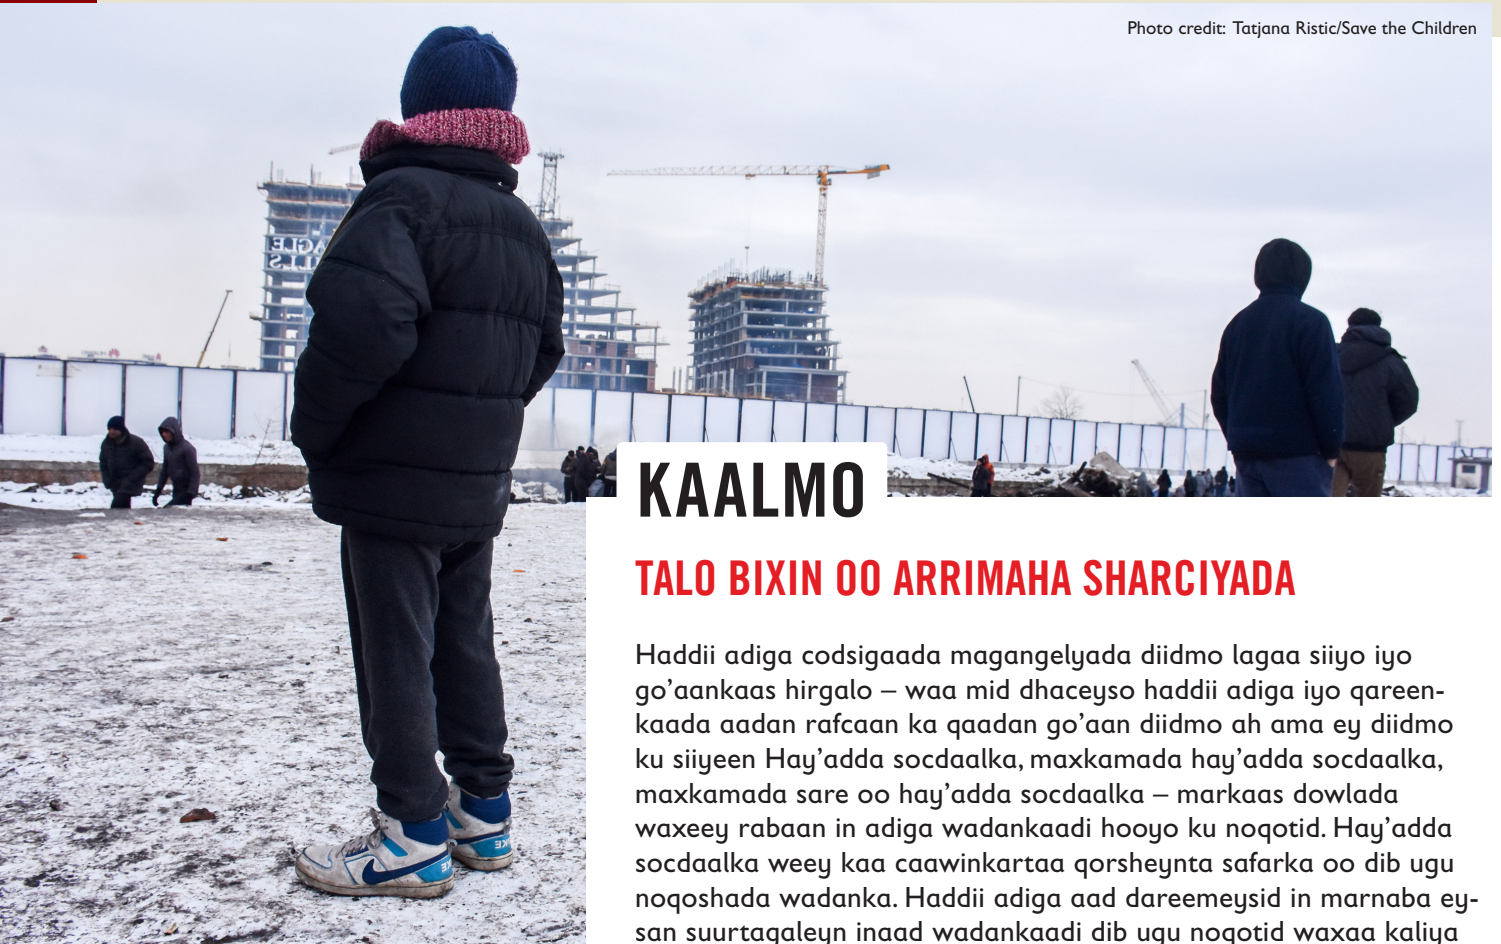 Photo credit: Tatjana Ristic/Save the Children
KAALMO
TALO BIXIN OO ARRIMAHA SHARCIYADA
Haddii adiga codsigaada magangelyada diidmo lagaa siiyo iyo
go’aankaas hirgalo – waa mid dhaceyso haddii adiga iyo qareen-
kaada aadan rafcaan ka qaadan go’aan diidmo ah ama ey diidmo
ku siiyeen Hay’adda socdaalka, maxkamada hay’adda socdaalka,
maxkamada sare oo hay’adda socdaalka – markaas dowlada
waxeey rabaan in adiga wadankaadi hooyo ku noqotid. Hay’adda
socdaalka weey kaa caawinkartaa qorsheynta safarka oo dib ugu
noqoshada wadanka. Haddii adiga aad dareemeysid in marnaba ey-
san suurtagaleyn inaad wadankaadi dib ugu noqotid waxaa kaliya